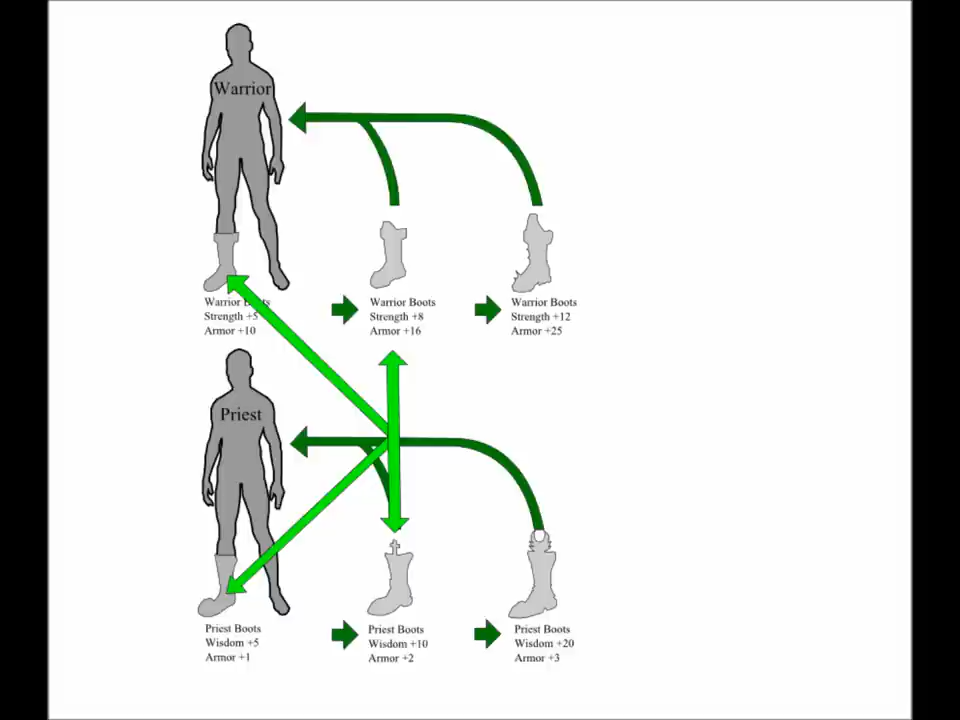 Warrior
Warrior Boots
Strength +5
Armor +10
Warrior Boots
Strength +8
Armor +16
Warrior Boots
Strength +12
Armor +25
Priest
Priest Boots
Wisdom +5
Armor +1
Priest Boots
Wisdom +10
Armor +2
Priest Boots
Wisdom +20
Armor +3